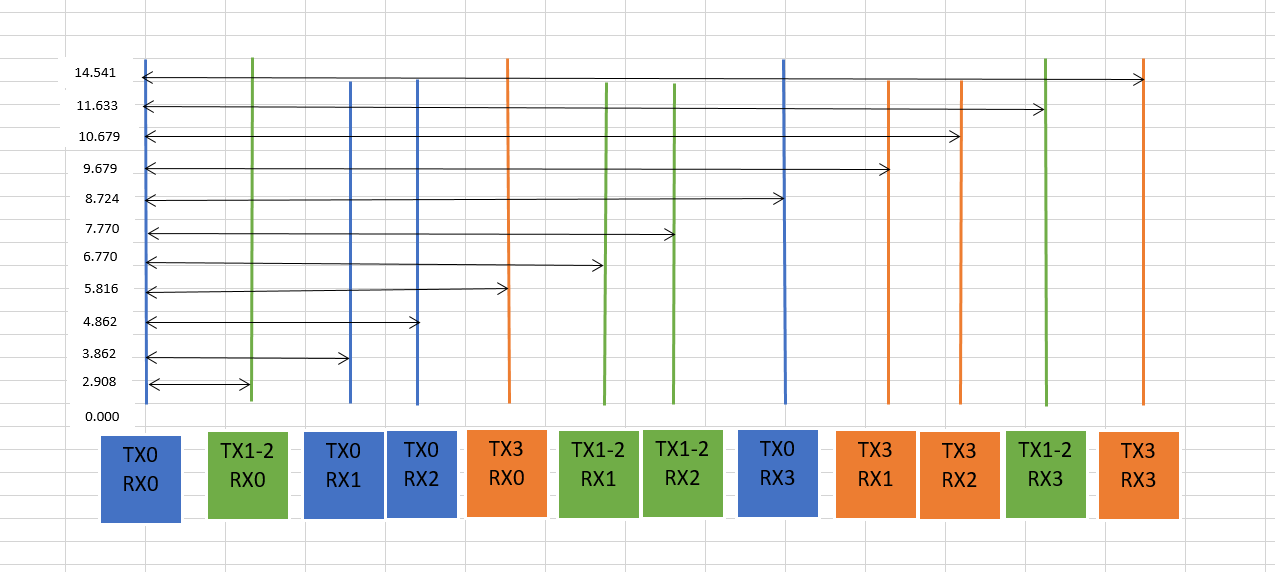 14.541
11.633
10.679
9.679
8.724
7.770
6.770
5.816
4.862
3.862
2.908
0.000
TX0
RX0
TX1-2
RX0
TX0
RX1
TX0
RX2
TX3
RX0
TX1-2
RX1
TX1-2
RX2
TX0
RX3
TX3
RX1
TX3
RX2
TX1-2
RX3
TX3
RX3